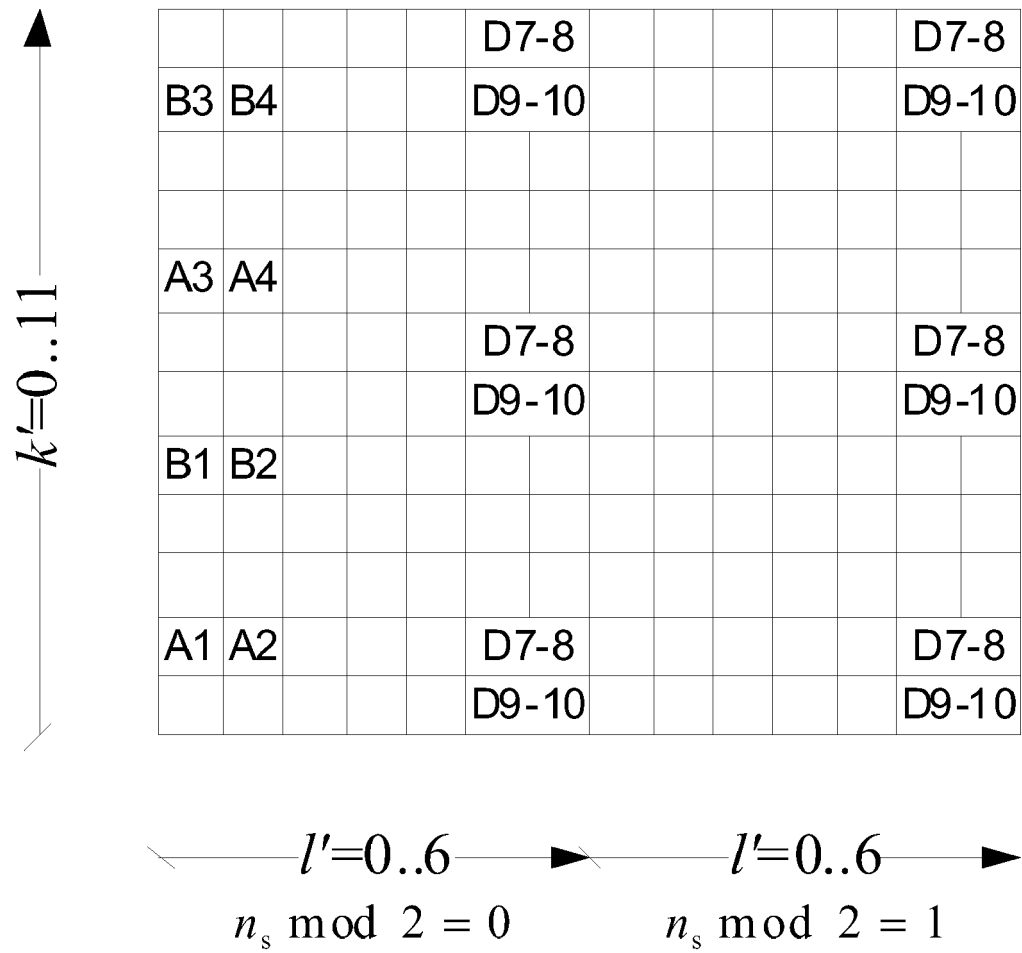 D7-8 D7-8
B3 B4 D9-10 D9-10
A3 A4
D7-8 D7-8
k'=0..11
D9-10 D9-10
B1 B2
A1 A2 D7-8 D7-8
D9-10 D9-10
l'=0..6 l'=0..6
n_s mod 2 = 0 n_s mod 2 = 1